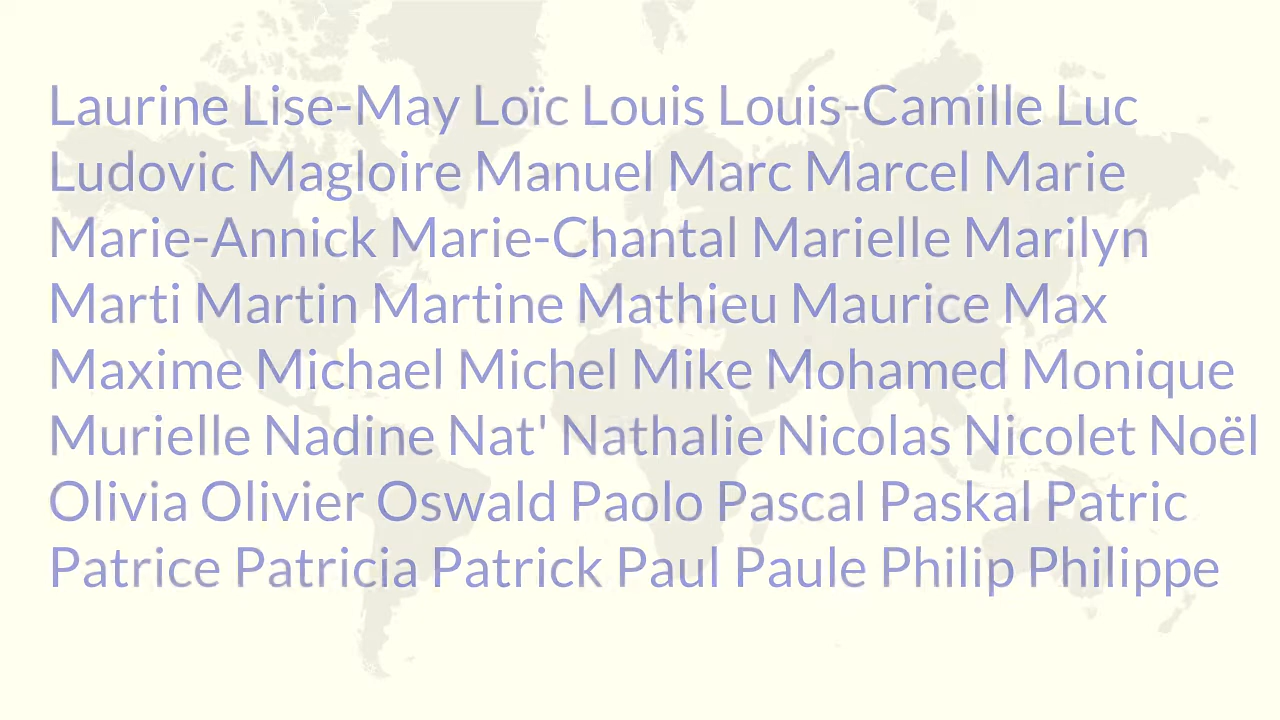 Laurine Lise-May Loïc Louis Louis-Camille Luc
Ludovic Magloire Manuel Marc Marcel Marie
Marie-Annick Marie-Chantal Marielle Marilyn
Marti Martin Martine Mathieu Maurice Max
Maxime Michael Michel Mike Mohamed Monique
Murielle Nadine Nat' Nathalie Nicolas Nicolet Noël
Olivia Olivier Oswald Paolo Pascal Paskal Patric
Patrice Patricia Patrick Paul Paule Philip Philippe